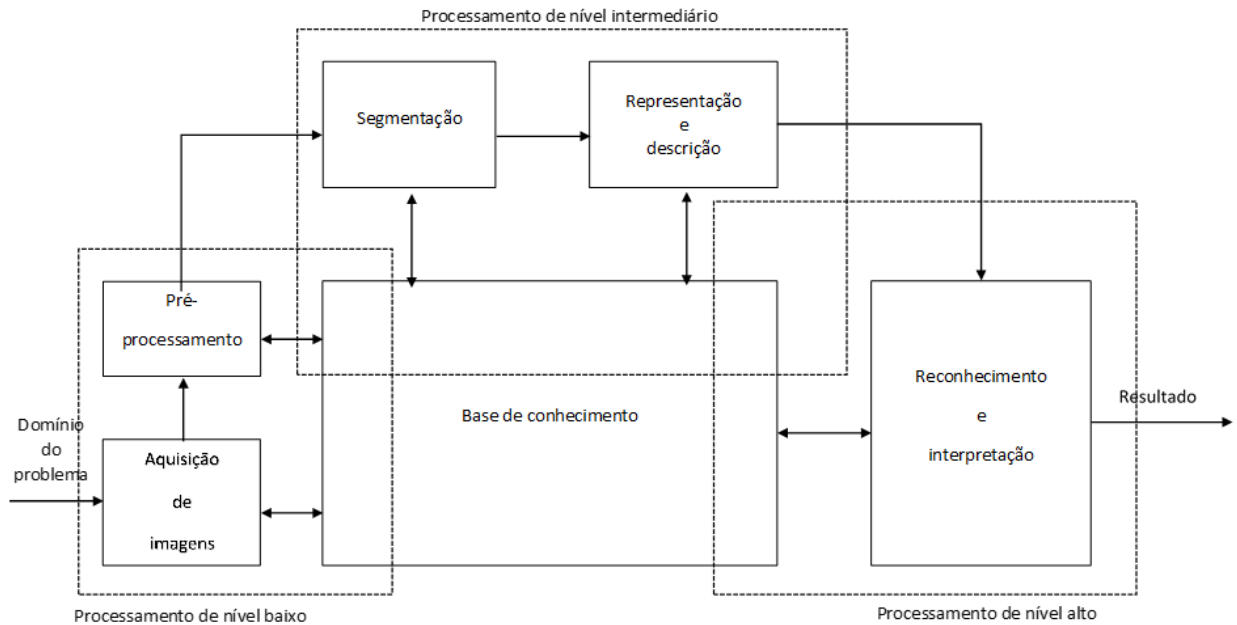 Processamento de nível intermediário
Segmentação
Representação
e
descrição
Pré-
processamento
Base de conhecimento
Reconhecimento
e
interpretação
Resultado
Domínio
do
problema
Aquisição
de
imagens
Processamento de nível baixo
Processamento de nível alto